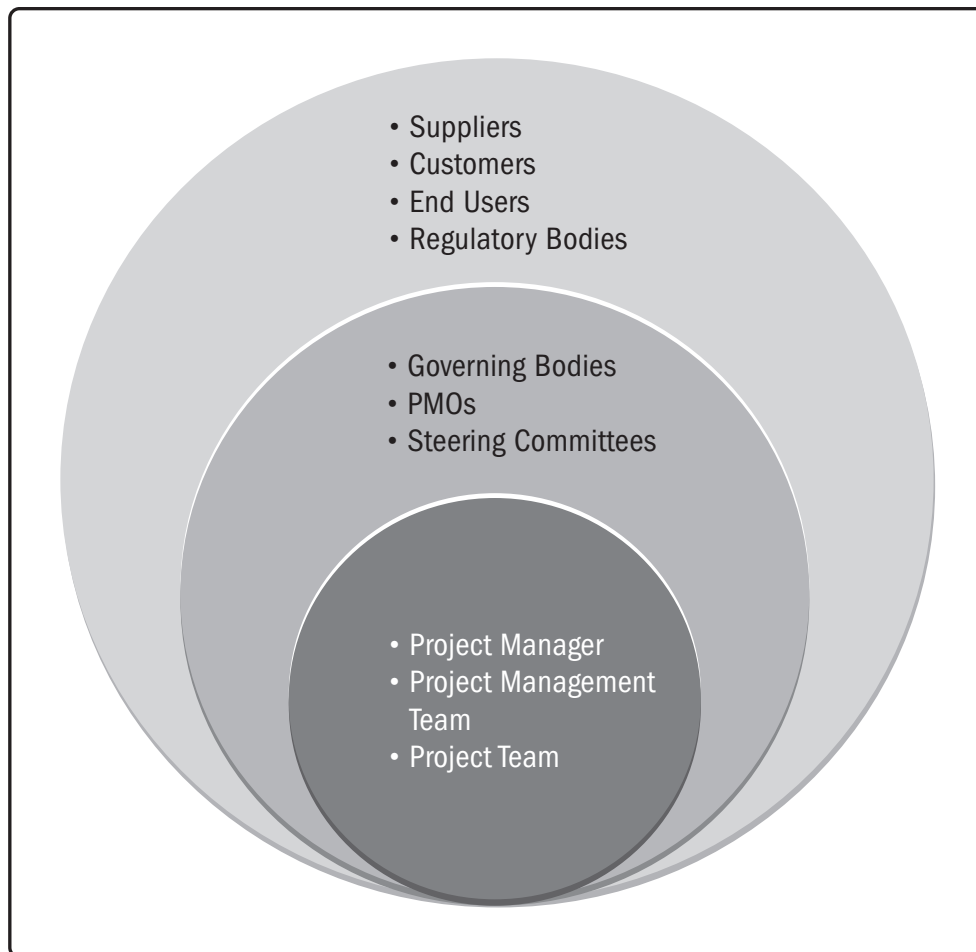 • Suppliers
• Customers
• End Users
• Regulatory Bodies
• Governing Bodies
• PMOs
• Steering Committees
• Project Manager
• Project Management
Team
• Project Team